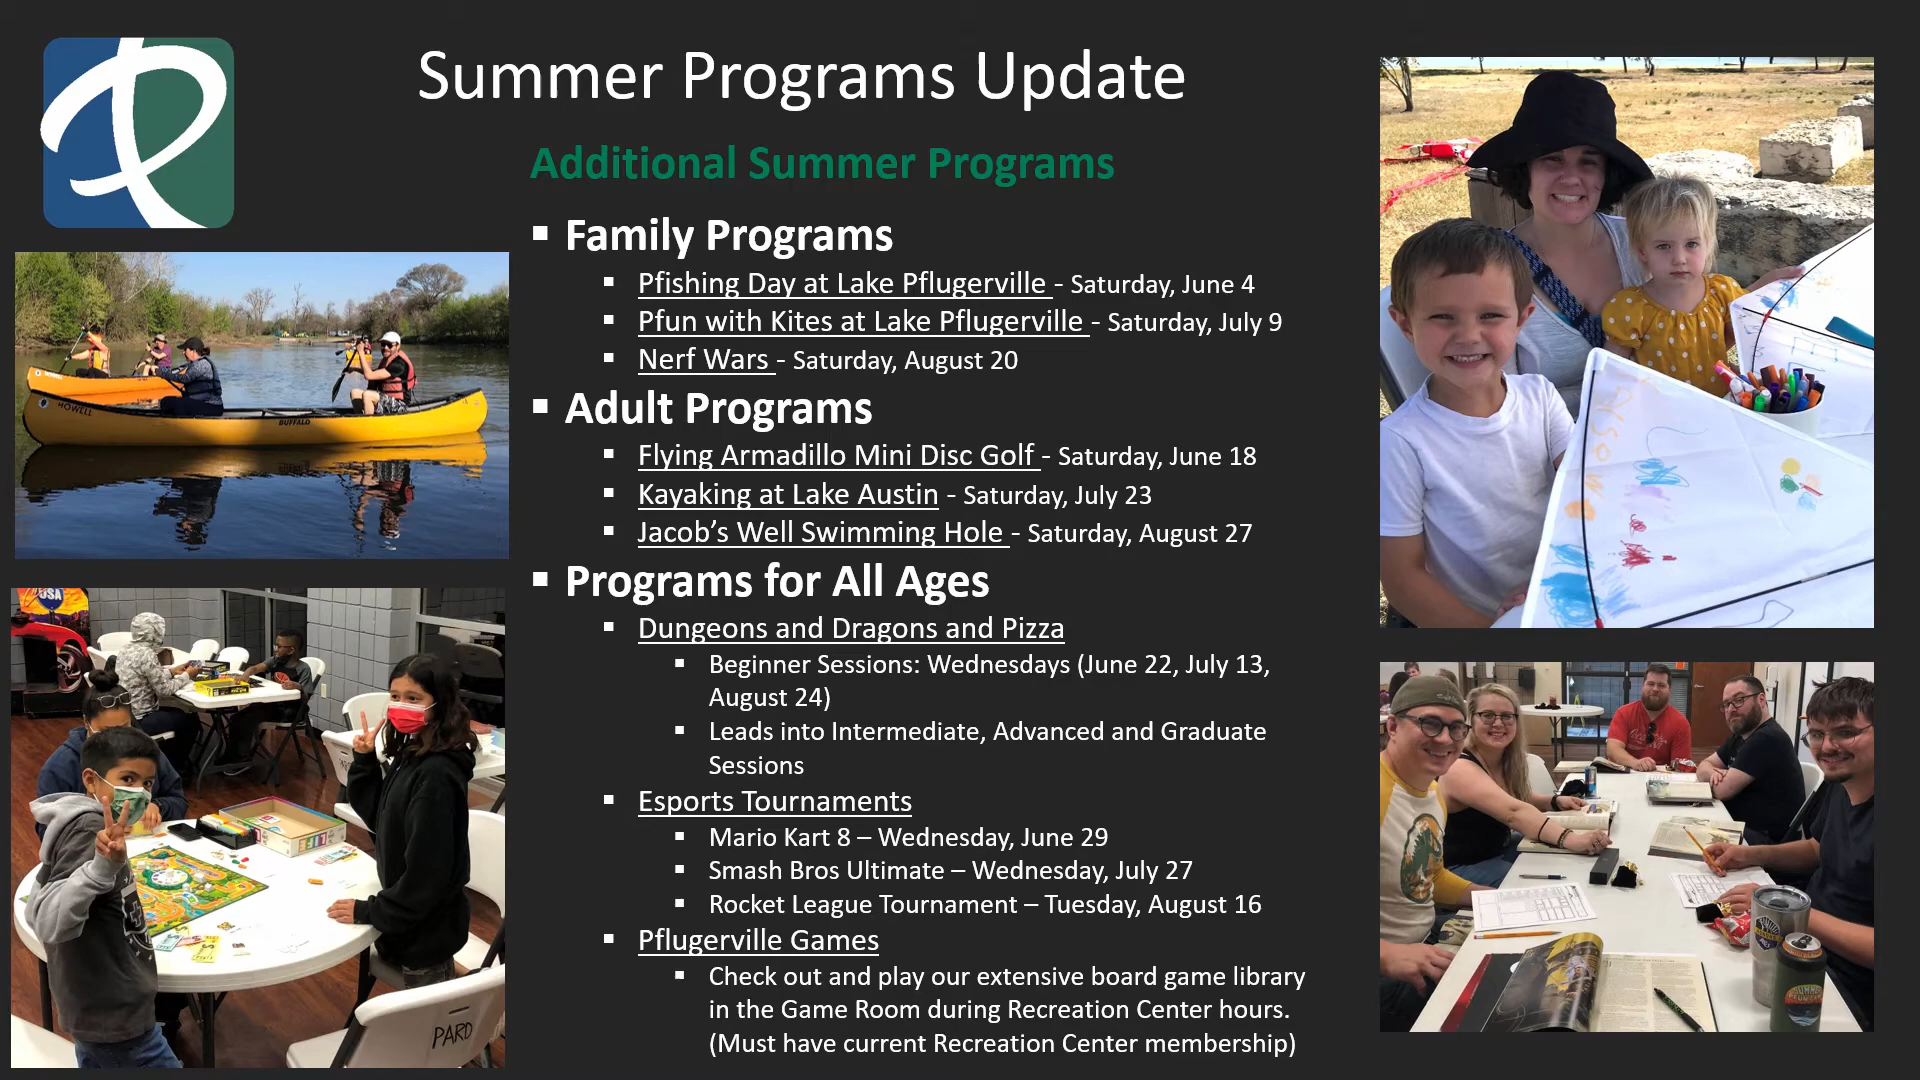 Summer Programs Update
Additional Summer Programs
▪ Family Programs
▪ Pfishing Day at Lake Pflugerville - Saturday, June 4
▪ Pfun with Kites at Lake Pflugerville - Saturday, July 9
▪ Nerf Wars - Saturday, August 20
▪ Adult Programs
▪ Flying Armadillo Mini Disc Golf - Saturday, June 18
▪ Kayaking at Lake Austin - Saturday, July 23
▪ Jacob’s Well Swimming Hole - Saturday, August 27
▪ Programs for All Ages
▪ Dungeons and Dragons and Pizza
▪ Beginner Sessions: Wednesdays (June 22, July 13,
August 24)
▪ Leads into Intermediate, Advanced and Graduate
Sessions
▪ Esports Tournaments
▪ Mario Kart 8 – Wednesday, June 29
▪ Smash Bros Ultimate – Wednesday, July 27
▪ Rocket League Tournament – Tuesday, August 16
▪ Pflugerville Games
▪ Check out and play our extensive board game library
in the Game Room during Recreation Center hours.
(Must have current Recreation Center membership)
HOWELL
BUFFALO
USA
PARD